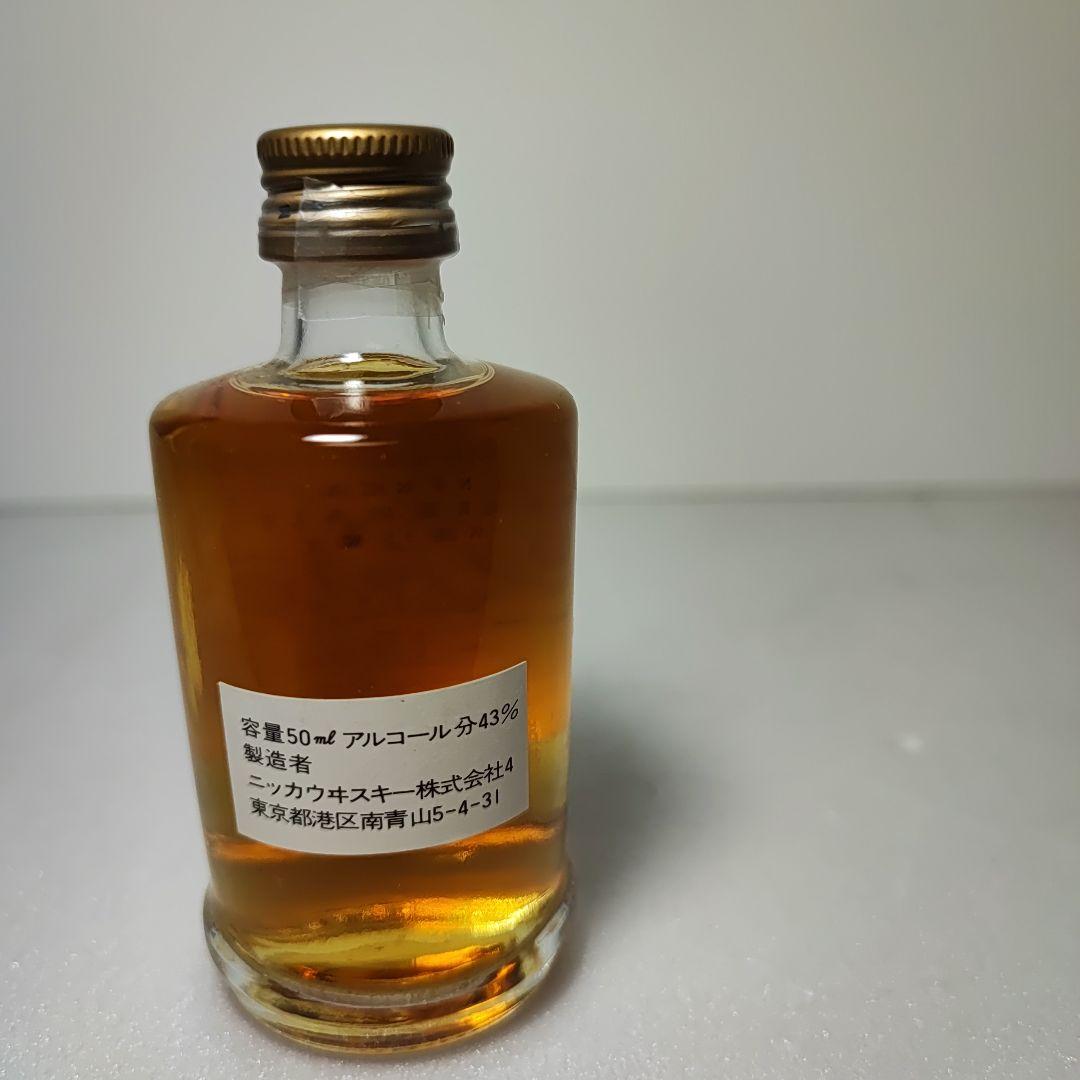 容量50㎖ アルコール分43%
製造者
ニッカウヰスキー株式会社4
東京都港区南青山5-4-31